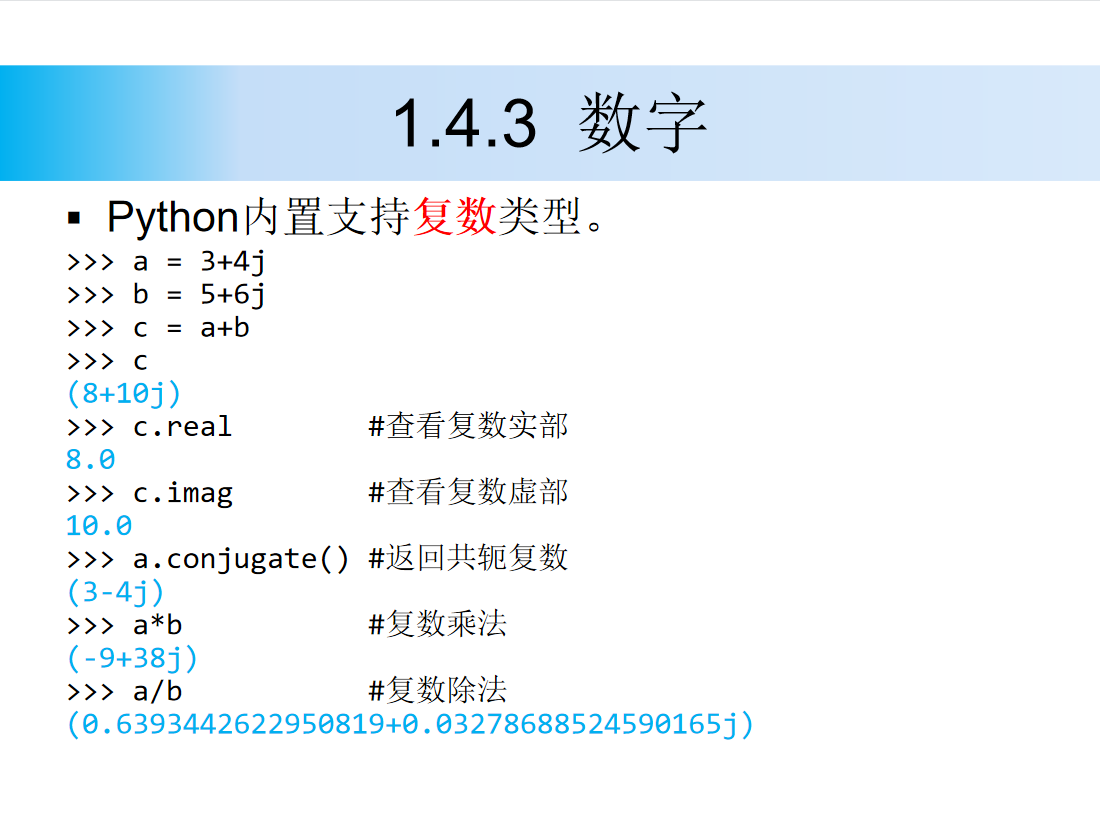 1.4.3 数字
▪ Python内置支持复数类型。
>>> a = 3+4j
>>> b = 5+6j
>>> c = a+b
>>> c
(8+10j)
>>> c.real #查看复数实部
8.0
>>> c.imag #查看复数虚部
10.0
>>> a.conjugate() #返回共轭复数
(3-4j)
>>> a*b #复数乘法
(-9+38j)
>>> a/b #复数除法
(0.6393442622950819+0.03278688524590165j)